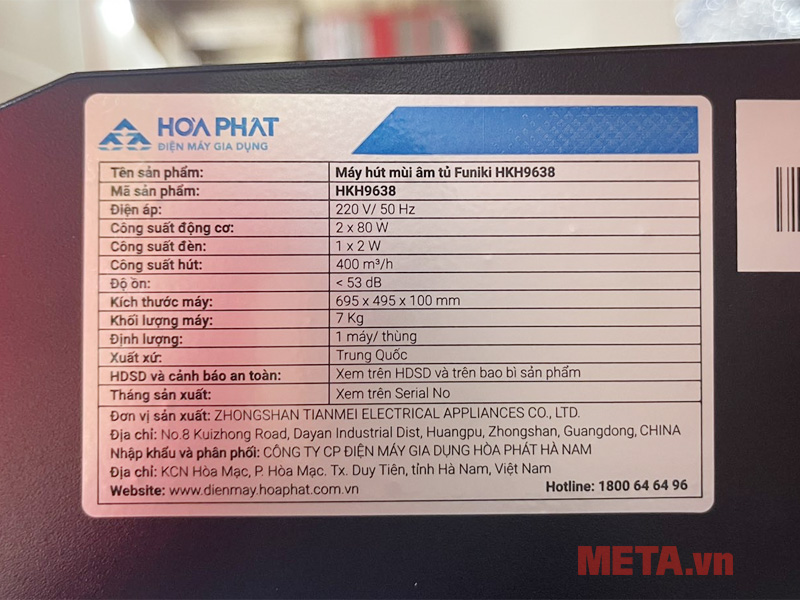 HÒA PHÁT
ĐIỆN MÁY GIA DỤNG
Tên sản phẩm: Máy hút mùi âm tủ Funiki HKH9638
Mã sản phẩm: HKH9638
Điện áp: 220 V/ 50 Hz
Công suất động cơ: 2 x 80 W
Công suất đèn: 1 x 2 W
Công suất hút: 400 m³/h
Độ ồn: < 53 dB
Kích thước máy: 695 x 495 x 100 mm
Khối lượng máy: 7 Kg
Định lượng: 1 máy/ thùng
Xuất xứ: Trung Quốc
HDSD và cảnh báo an toàn: Xem trên HDSD và trên bao bì sản phẩm
Tháng sản xuất: Xem trên Serial No
Đơn vị sản xuất: ZHONGSHAN TIANMEI ELECTRICAL APPLIANCES CO., LTD.
Địa chỉ: No.8 Kuizhong Road, Dayan Industrial Dist, Huangpu, Zhongshan, Guangdong, CHINA
Nhập khẩu và phân phối: CÔNG TY CP ĐIỆN MÁY GIA DỤNG HÒA PHÁT HÀ NAM
Địa chỉ: KCN Hòa Mạc, P. Hòa Mạc. Tx. Duy Tiên, tỉnh Hà Nam, Việt Nam
Website: www.dienmay.hoaphat.com.vn Hotline: 1800 64 64 96
META.vn